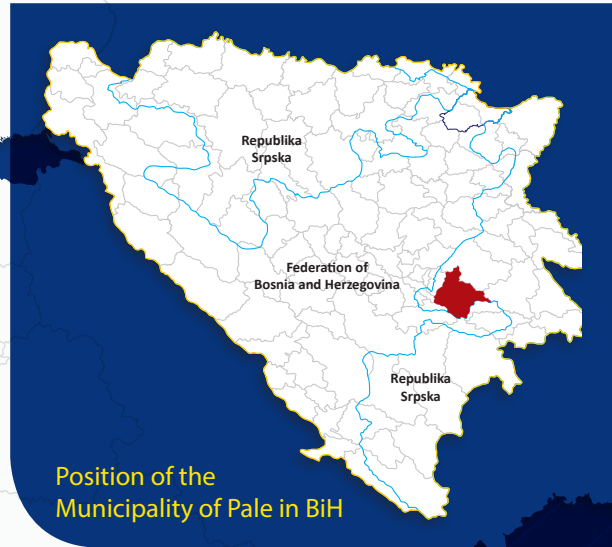 Republika
Srpska
Federation of
Bosnia and Herzegovina
Republika
Srpska
Position of the
Municipality of Pale in BiH